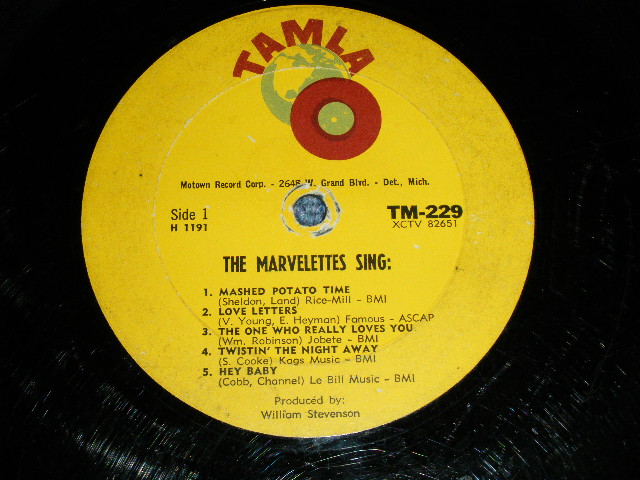 TAMLA
Motown Record Corp. - 2648 W. Grand Blvd. - Det., Mich.
Side 1
H 1191
TM-229
XCTV 82651
THE MARVELETTES SING:
1. MASHED POTATO TIME
(Sheldon, Land) Rice-Mill - BMI
2. LOVE LETTERS
(V. Young, E. Heyman) Famous - ASCAP
3. THE ONE WHO REALLY LOVES YOU
(Wm. Robinson) Jobete - BMI
4. TWISTIN' THE NIGHT AWAY
(S. Cooke) Kags Music - BMI
5. HEY BABY
(Cobb, Channel) Le Bill Music - BMI
Produced by:
William Stevenson